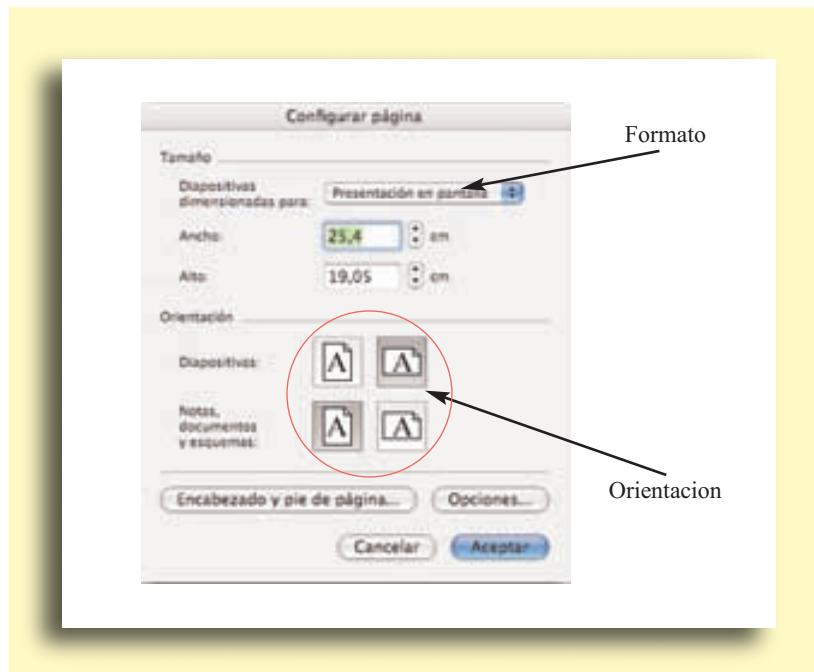 Configurar página
Formato
Tamaño
Diapositivas
dimensionadas para:
Presentación en pantalla
Ancho: 25,4 cm
Alto: 19,05 cm
Orientación
Diapositivas: A A
Notas,
documentos
y esquemas: A A
Orientacion
Encabezado y pie de página... Opciones...
Cancelar Aceptar